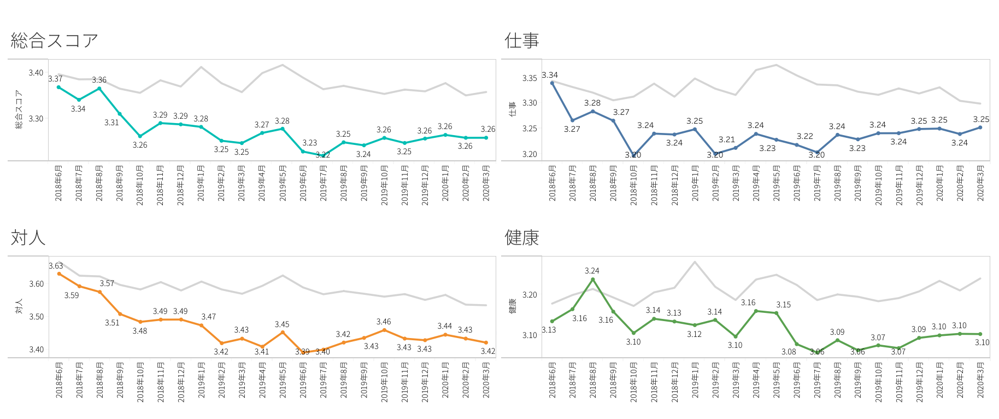 総合スコア
総合スコア
3.40
3.30
3.37
3.34
3.36
3.31
3.26
3.29
3.29
3.28
3.25
3.25
3.27
3.28
3.23
3.22
3.25
3.24
3.26
3.25
3.26
3.26
3.26
3.26
2018年6月
2018年7月
2018年8月
2018年9月
2018年10月
2018年11月
2018年12月
2019年1月
2019年2月
2019年3月
2019年4月
2019年5月
2019年6月
2019年7月
2019年8月
2019年9月
2019年10月
2019年11月
2019年12月
2020年1月
2020年2月
2020年3月
仕事
仕事
3.35
3.30
3.25
3.20
3.34
3.27
3.28
3.27
3.20
3.24
3.24
3.25
3.20
3.21
3.24
3.23
3.22
3.20
3.24
3.23
3.24
3.24
3.25
3.25
3.24
3.25
2018年6月
2018年7月
2018年8月
2018年9月
2018年10月
2018年11月
2018年12月
2019年1月
2019年2月
2019年3月
2019年4月
2019年5月
2019年6月
2019年7月
2019年8月
2019年9月
2019年10月
2019年11月
2019年12月
2020年1月
2020年2月
2020年3月
対人
対人
3.60
3.50
3.40
3.63
3.59
3.57
3.51
3.48
3.49
3.49
3.47
3.42
3.43
3.41
3.45
3.39
3.40
3.42
3.43
3.46
3.43
3.43
3.44
3.43
3.42
2018年6月
2018年7月
2018年8月
2018年9月
2018年10月
2018年11月
2018年12月
2019年1月
2019年2月
2019年3月
2019年4月
2019年5月
2019年6月
2019年7月
2019年8月
2019年9月
2019年10月
2019年11月
2019年12月
2020年1月
2020年2月
2020年3月
健康
健康
3.20
3.10
3.13
3.16
3.24
3.16
3.10
3.14
3.13
3.12
3.14
3.10
3.16
3.15
3.08
3.06
3.09
3.06
3.07
3.07
3.09
3.10
3.10
3.10
2018年6月
2018年7月
2018年8月
2018年9月
2018年10月
2018年11月
2018年12月
2019年1月
2019年2月
2019年3月
2019年4月
2019年5月
2019年6月
2019年7月
2019年8月
2019年9月
2019年10月
2019年11月
2019年12月
2020年1月
2020年2月
2020年3月